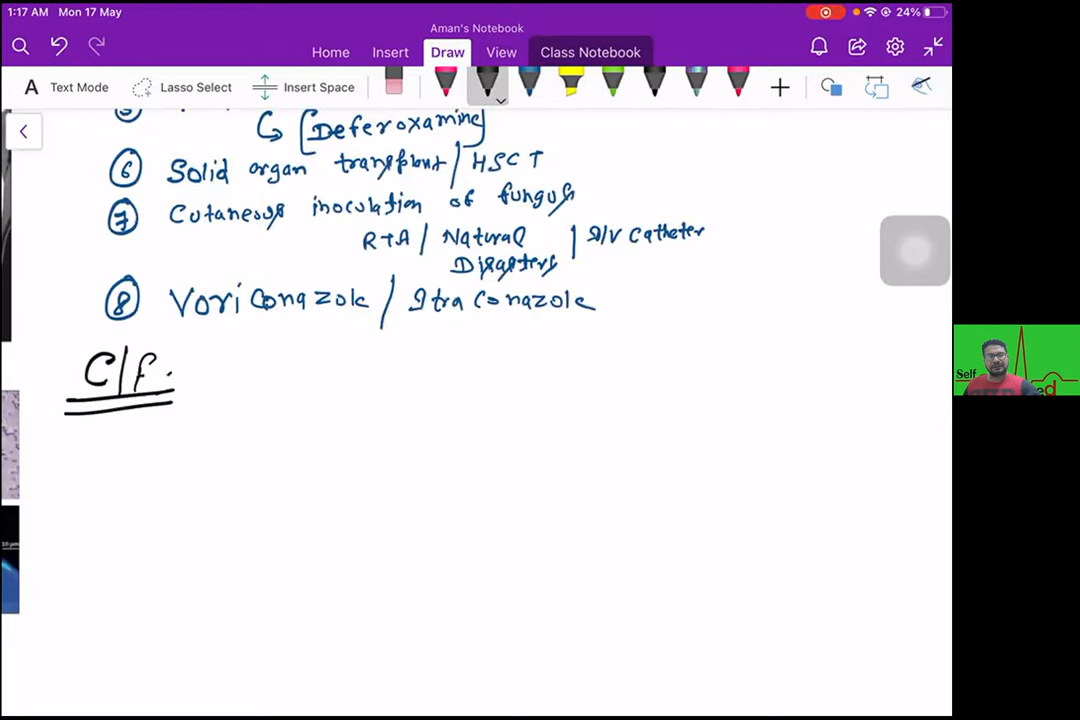 1:17 AM Mon 17 May
24%
Aman's Notebook
Home Insert Draw View Class Notebook
A Text Mode Lasso Select Insert Space
[Deferoxamine]
⑥ Solid organ transplant / HSCT
⑦ Cutaneous inoculation of fungus
RTA / Natural Disasters / I/V Catheter
⑧ Voriconazole / Itraconazole
C/f.
Self
ed